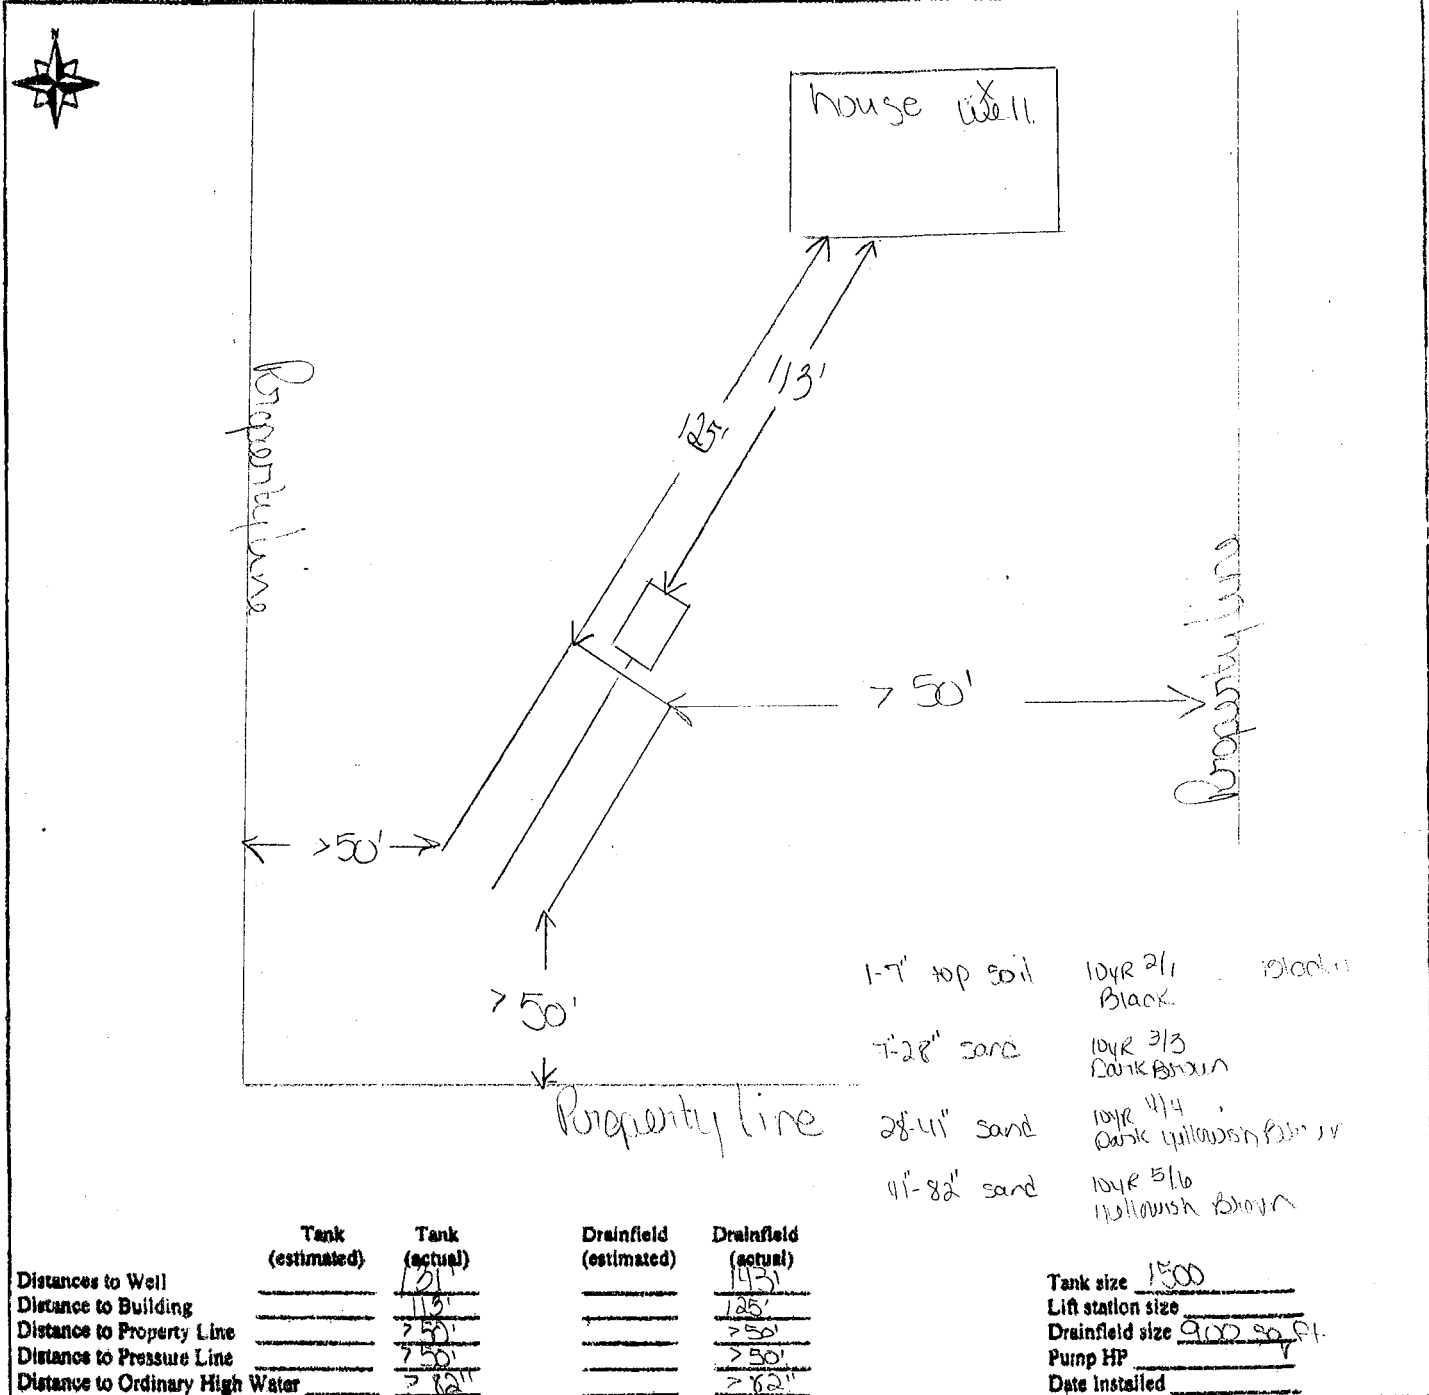 N
house well
X
113'
125'
Property line
Property line
> 50'
>50'
> 50'
Property line
1-7" top soil 10yR 2/1
Black
7-28" sand 10yR 3/3
Dark Brown
28-41" sand 10yR 4/4
Dark yellowish Brown
41-82" sand 10yR 5/6
Yellowish Brown
Tank (estimated) Tank (actual) Drainfield (estimated) Drainfield (actual)
Distances to Well 131' 143'
Distance to Building 113' 125'
Distance to Property Line >50' >50'
Distance to Pressure Line >50' >50'
Distance to Ordinary High Water >82" >82"
Tank size 1500
Lift station size
Drainfield size 900 sq Ft.
Pump HP
Date Installed